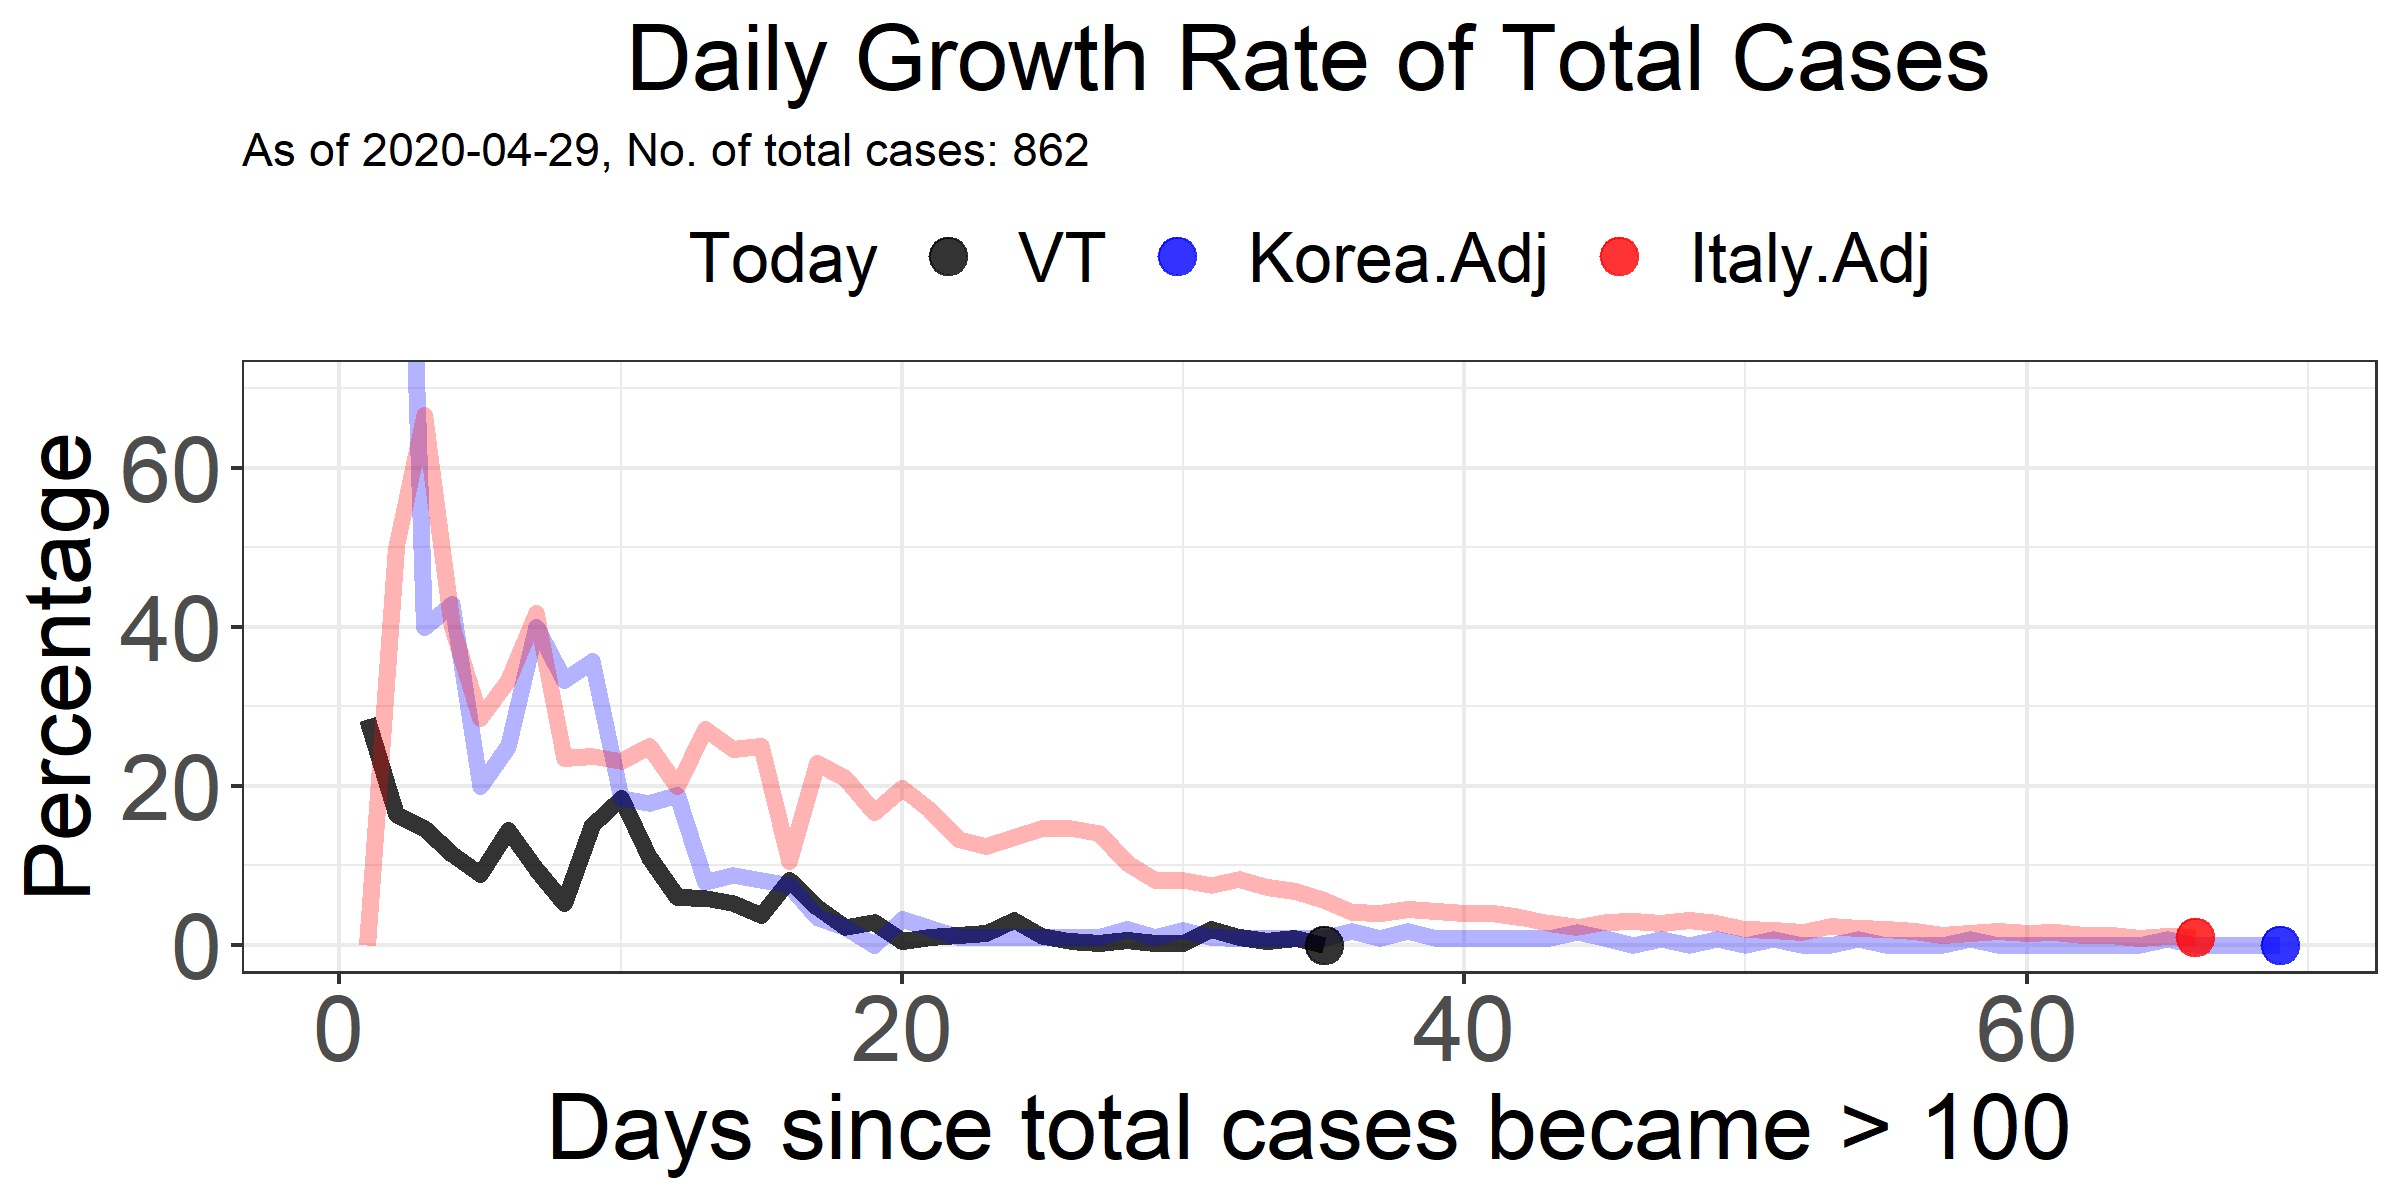 Daily Growth Rate of Total Cases
As of 2020-04-29, No. of total cases: 862
Today VT Korea.Adj Italy.Adj
Percentage
60
40
20
0
0 20 40 60
Days since total cases became > 100